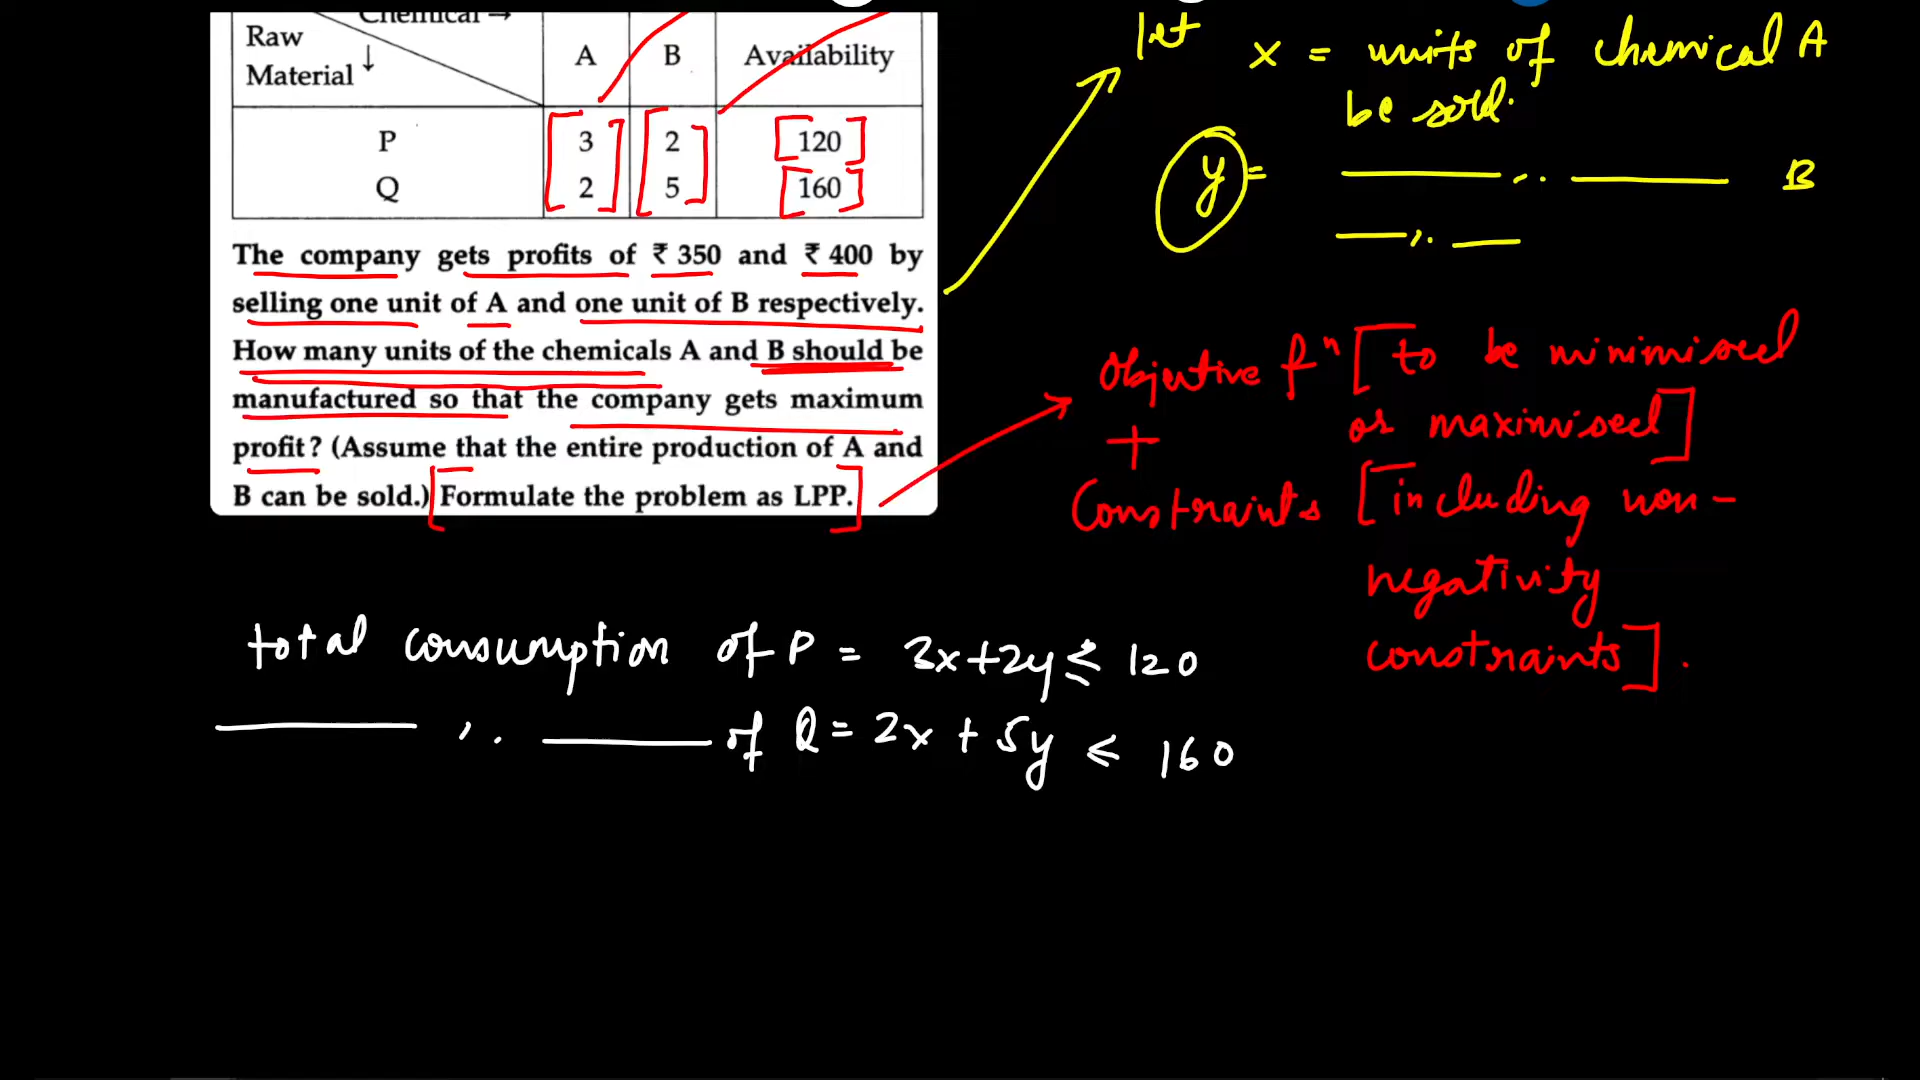 Chemical →
Raw
Material ↓
A B Availability
P 3 2 120
Q 2 5 160
The company gets profits of ₹ 350 and ₹ 400 by
selling one unit of A and one unit of B respectively.
How many units of the chemicals A and B should be
manufactured so that the company gets maximum
profit? (Assume that the entire production of A and
B can be sold.) [Formulate the problem as LPP.]
let x = units of chemical A
be sold.
y = ——— ,, ——— B
—— ,, ——
Objective fⁿ [to be minimised
or maximised]
+
Constraints [including non-
negativity
constraints].
total consumption of P = 3x+2y ≤ 120
——— ,, ——— of Q = 2x + 5y ≤ 160